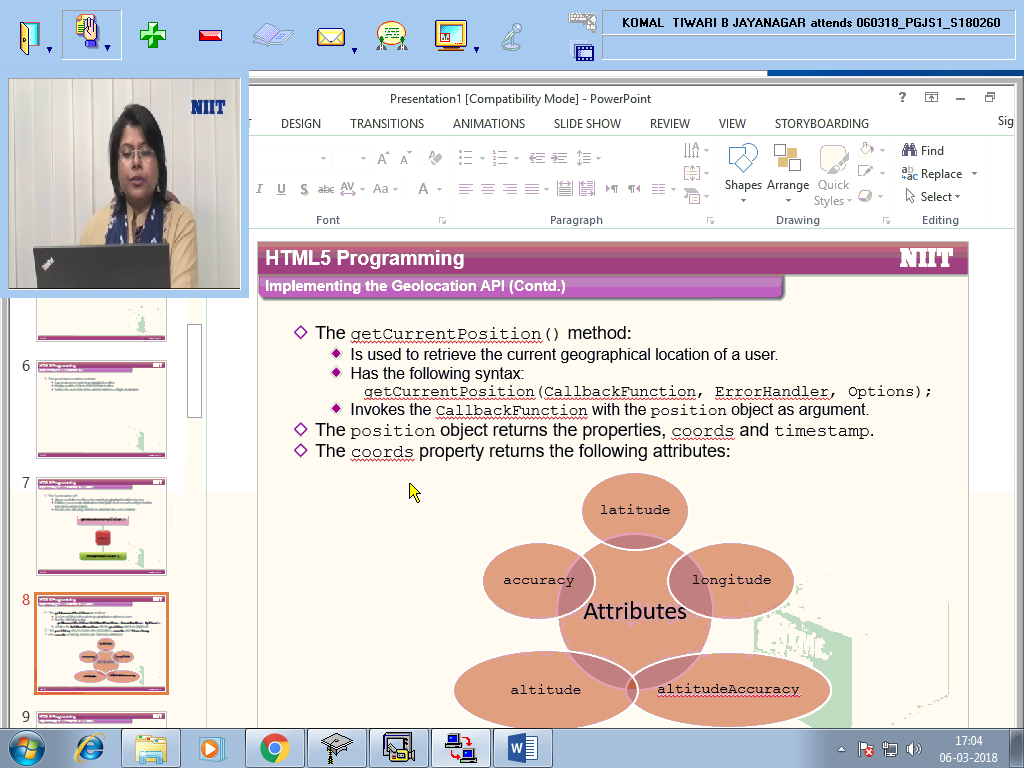 KOMAL TIWARI B JAYANAGAR attends 060318_PGJS1_S180260
NIIT
Presentation1 [Compatibility Mode] - PowerPoint
?
DESIGN TRANSITIONS ANIMATIONS SLIDE SHOW REVIEW VIEW STORYBOARDING Sig
I U S abc AV Aa A
Font
Paragraph
Shapes Arrange Quick Styles
Drawing
Find
Replace
Select
Editing
HTML5 Programming NIIT
Implementing the Geolocation API (Contd.)
The getCurrentPosition() method:
Is used to retrieve the current geographical location of a user.
Has the following syntax:
getCurrentPosition(CallbackFunction, ErrorHandler, Options);
Invokes the CallbackFunction with the position object as argument.
The position object returns the properties, coords and timestamp.
The coords property returns the following attributes:
latitude
accuracy
longitude
Attributes
altitude
altitudeAccuracy
6
7
8
9
17:04
06-03-2018